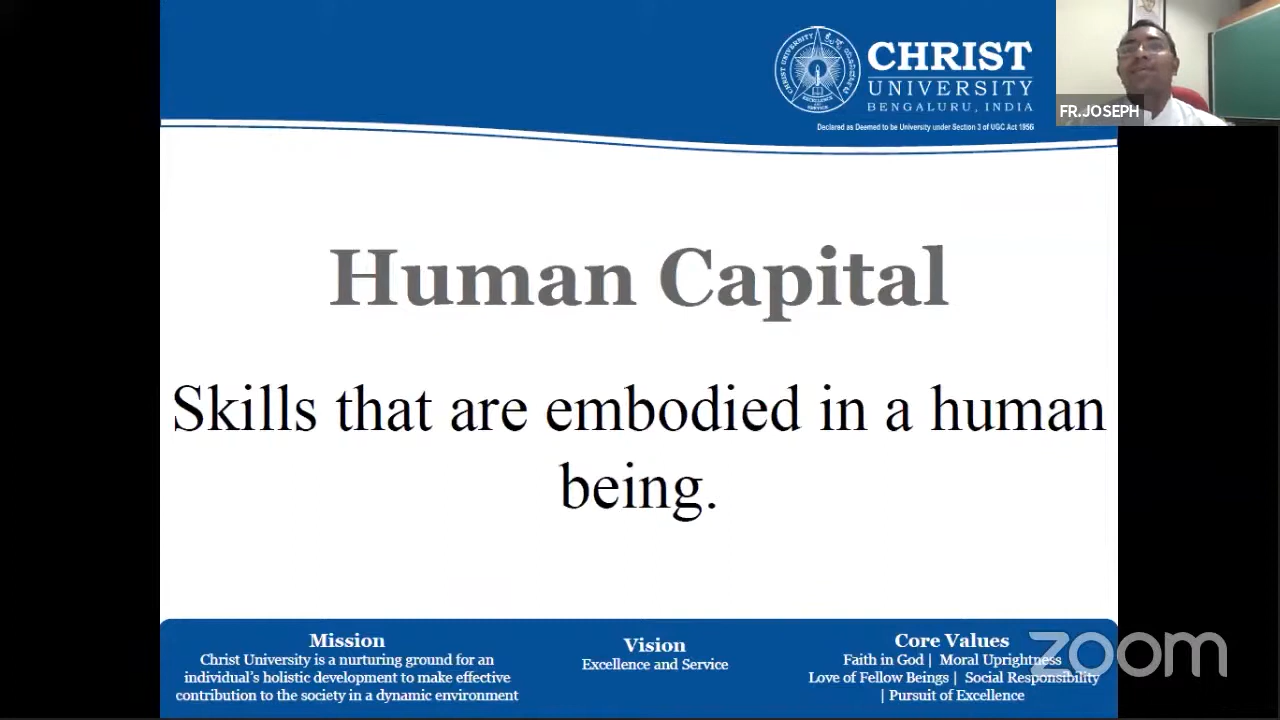 CHRIST
UNIVERSITY
BENGALURU, INDIA
Declared as Deemed to be University under Section 3 of UGC Act 1956
FR.JOSEPH
Human Capital
Skills that are embodied in a human
being.
Mission
Christ University is a nurturing ground for an
individual's holistic development to make effective
contribution to the society in a dynamic environment
Vision
Excellence and Service
Core Values
Faith in God | Moral Uprightness
Love of Fellow Beings | Social Responsibility
| Pursuit of Excellence
zoom